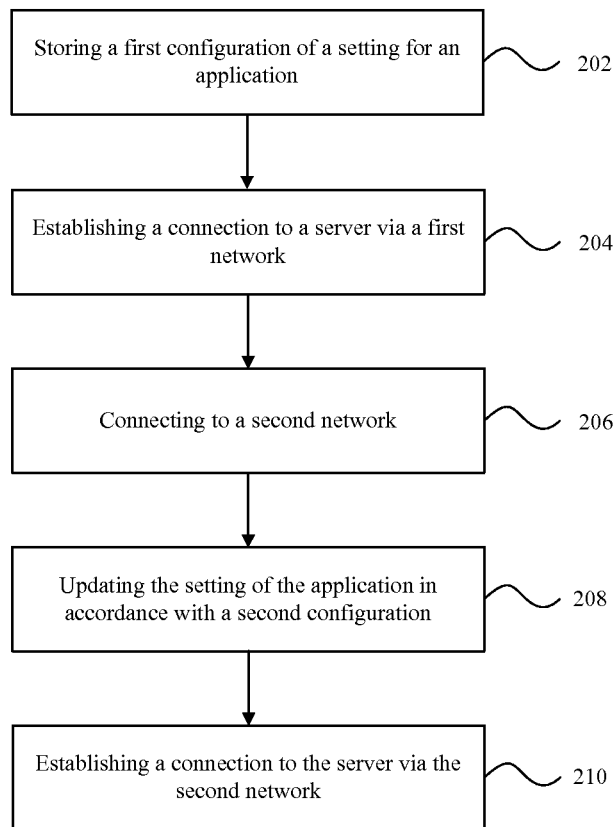 Storing a first configuration of a setting for an
application
202
Establishing a connection to a server via a first
network
204
Connecting to a second network
206
Updating the setting of the application in
accordance with a second configuration
208
Establishing a connection to the server via the
second network
210